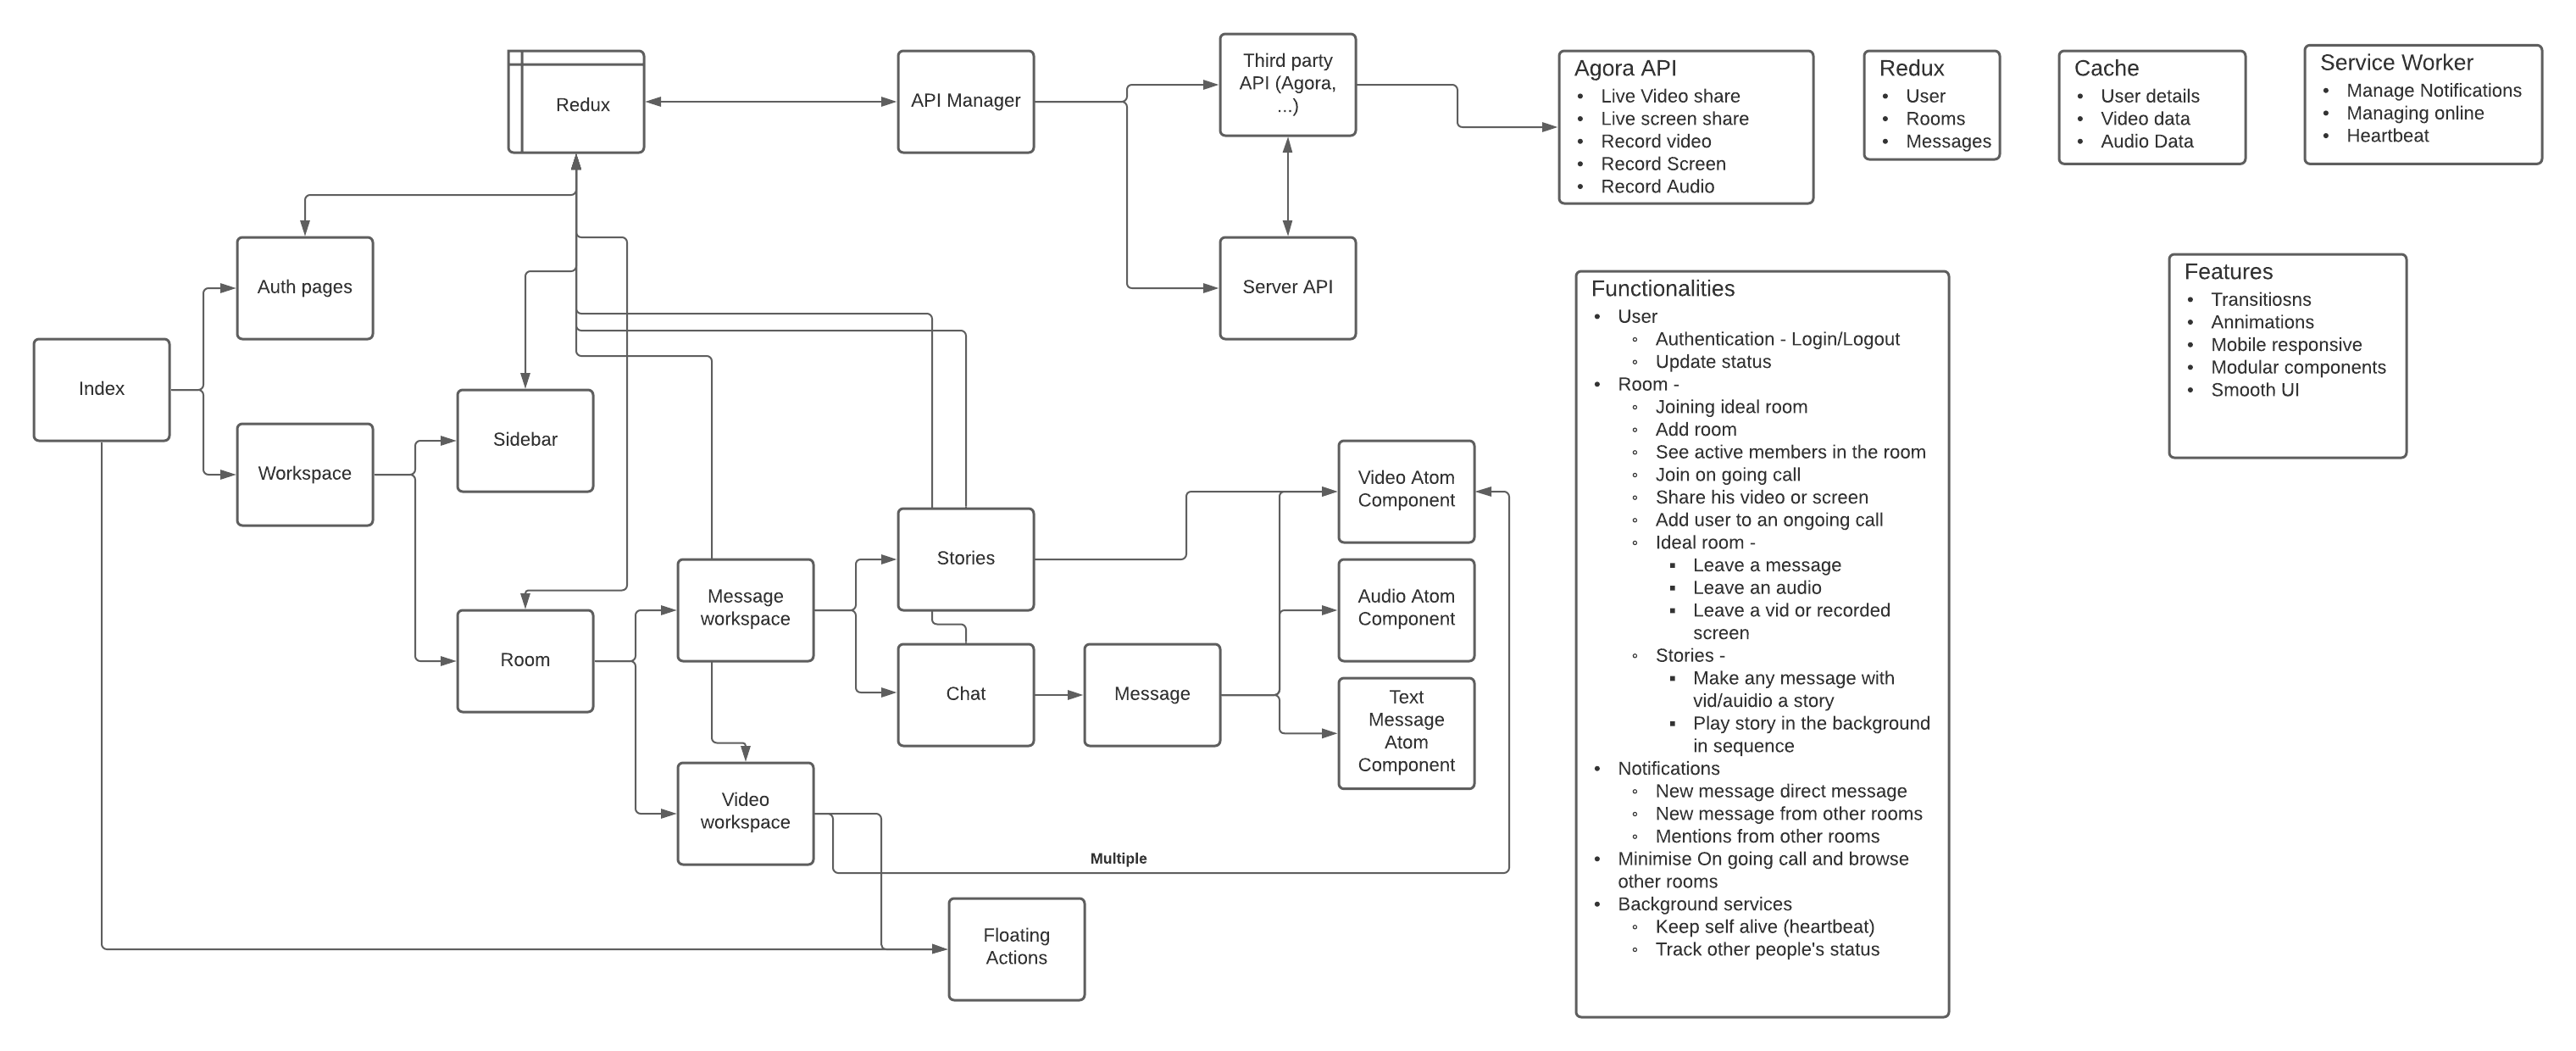 Redux
API Manager
Third party
API (Agora,
...)
Agora API
• Live Video share
• Live screen share
• Record video
• Record Screen
• Record Audio
Redux
• User
• Rooms
• Messages
Cache
• User details
• Video data
• Audio Data
Service Worker
• Manage Notifications
• Managing online
• Heartbeat
Auth pages
Server API
Index
Workspace
Sidebar
Room
Message
workspace
Video
workspace
Stories
Chat
Message
Video Atom
Component
Audio Atom
Component
Text
Message
Atom
Component
Multiple
Floating
Actions
Functionalities
• User
◦ Authentication - Login/Logout
◦ Update status
• Room -
◦ Joining ideal room
◦ Add room
◦ See active members in the room
◦ Join on going call
◦ Share his video or screen
◦ Add user to an ongoing call
◦ Ideal room -
▪ Leave a message
▪ Leave an audio
▪ Leave a vid or recorded
screen
◦ Stories -
▪ Make any message with
vid/auidio a story
▪ Play story in the background
in sequence
• Notifications
◦ New message direct message
◦ New message from other rooms
◦ Mentions from other rooms
• Minimise On going call and browse
other rooms
• Background services
◦ Keep self alive (heartbeat)
◦ Track other people's status
Features
• Transitiosns
• Annimations
• Mobile responsive
• Modular components
• Smooth UI